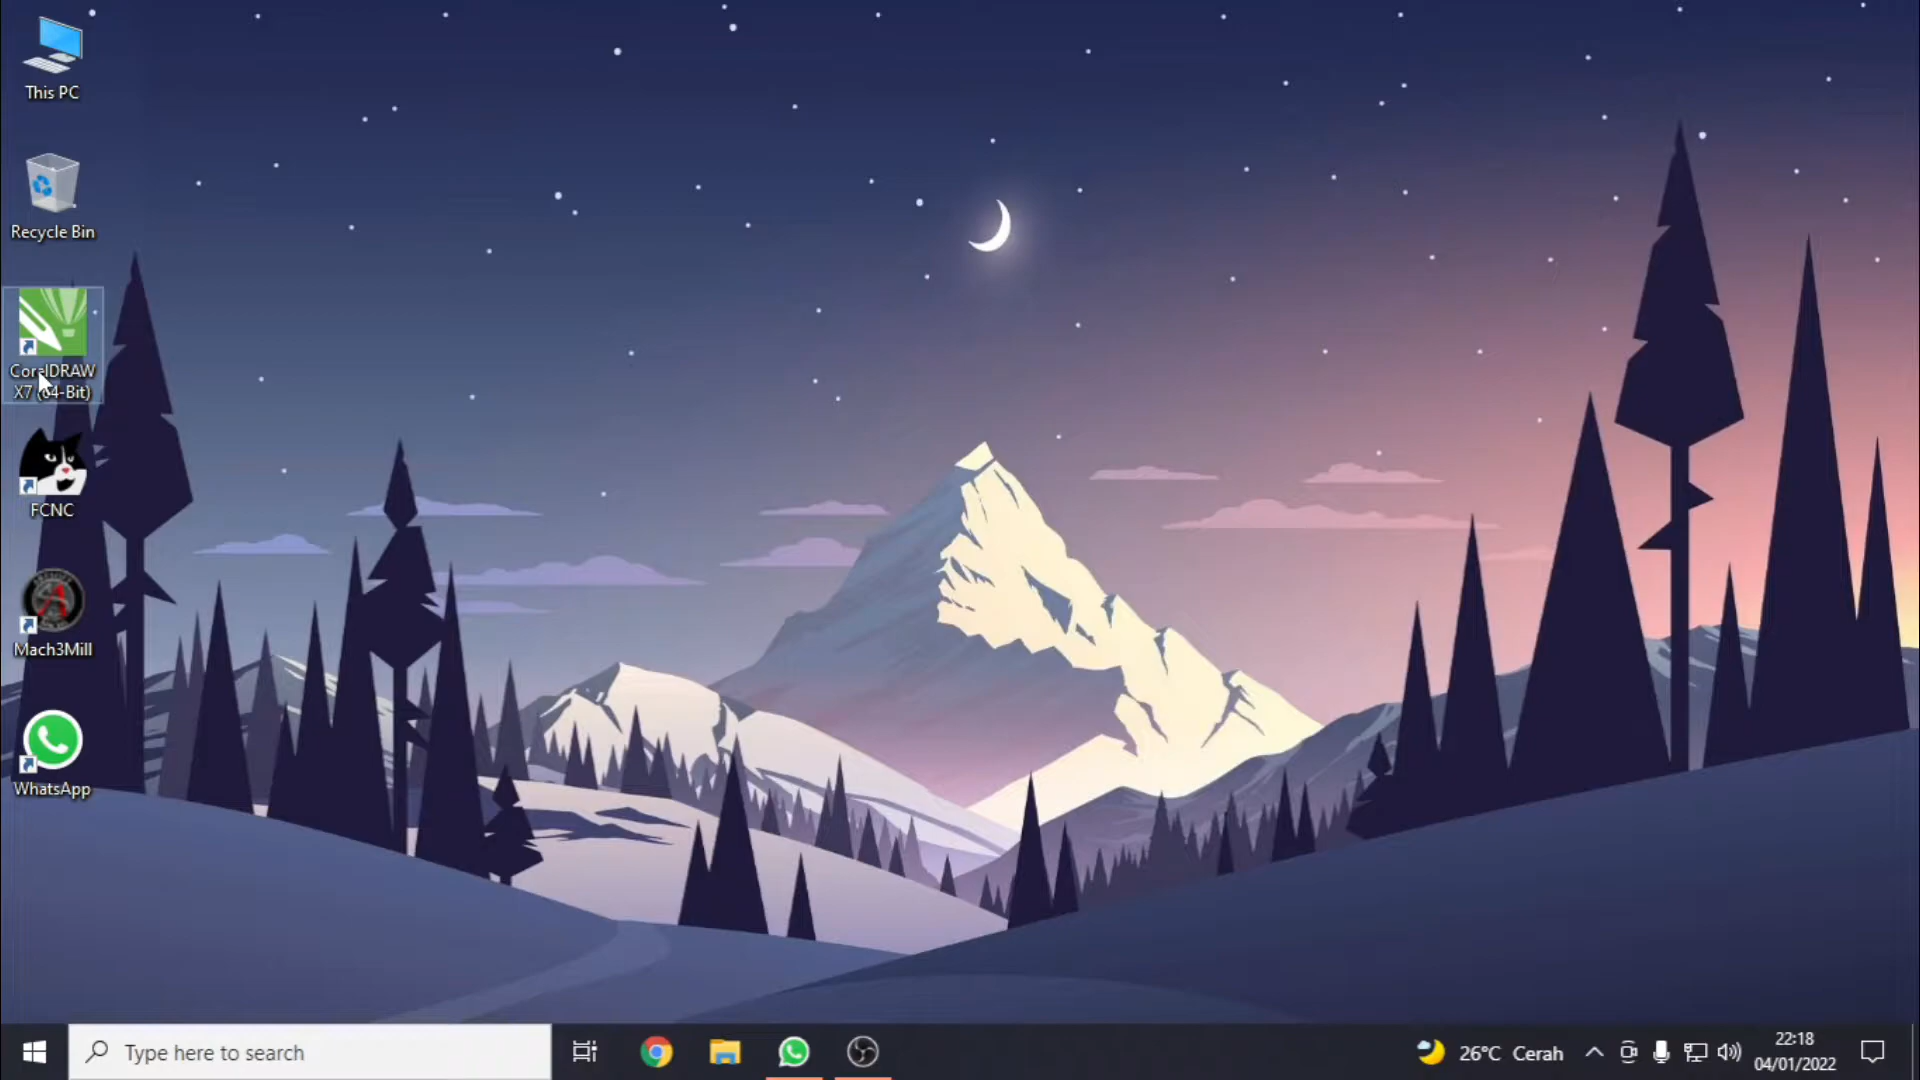 This PC
Recycle Bin
CorelDRAW
X7 (64-Bit)
FCNC
Mach3Mill
WhatsApp
Type here to search
26°C Cerah
22:18
04/01/2022